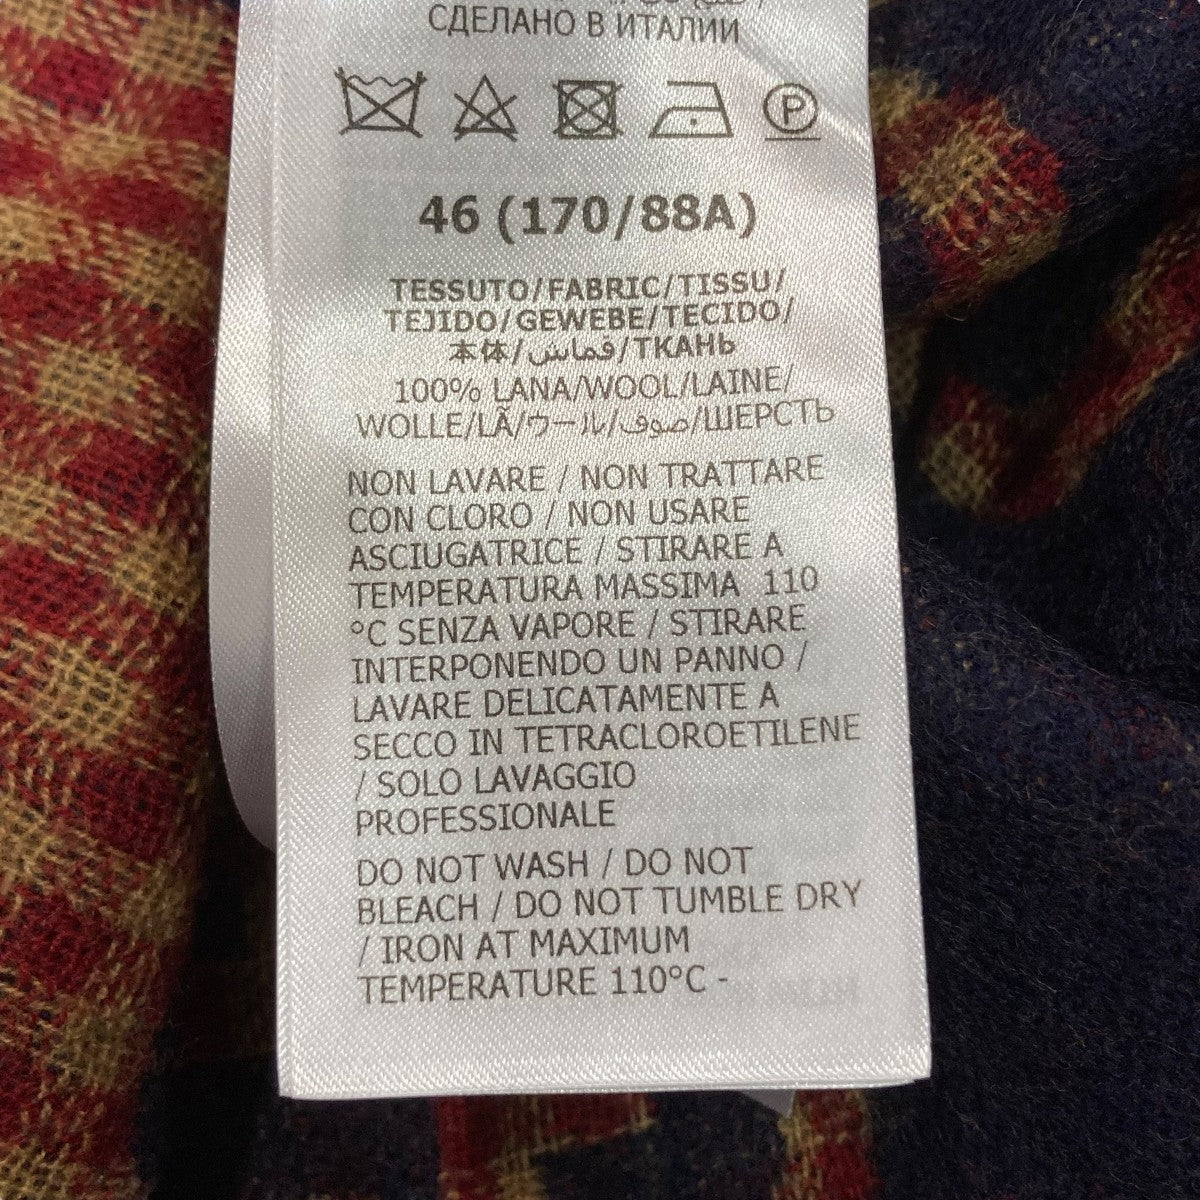 СДЕЛАНО В ИТАЛИИ
P
46 (170/88A)
TESSUTO/FABRIC/TISSU/
TEJIDO/GEWEBE/TECIDO/
本体/قماش/ТКАНЬ
100% LANA/WOOL/LAINE/
WOLLE/LÃ/ウール/صوف/ШЕРСТЬ
NON LAVARE / NON TRATTARE
CON CLORO / NON USARE
ASCIUGATRICE / STIRARE A
TEMPERATURA MASSIMA 110
°C SENZA VAPORE / STIRARE
INTERPONENDO UN PANNO /
LAVARE DELICATAMENTE A
SECCO IN TETRACLOROETILENE
/ SOLO LAVAGGIO
PROFESSIONALE
DO NOT WASH / DO NOT
BLEACH / DO NOT TUMBLE DRY
/ IRON AT MAXIMUM
TEMPERATURE 110°C -